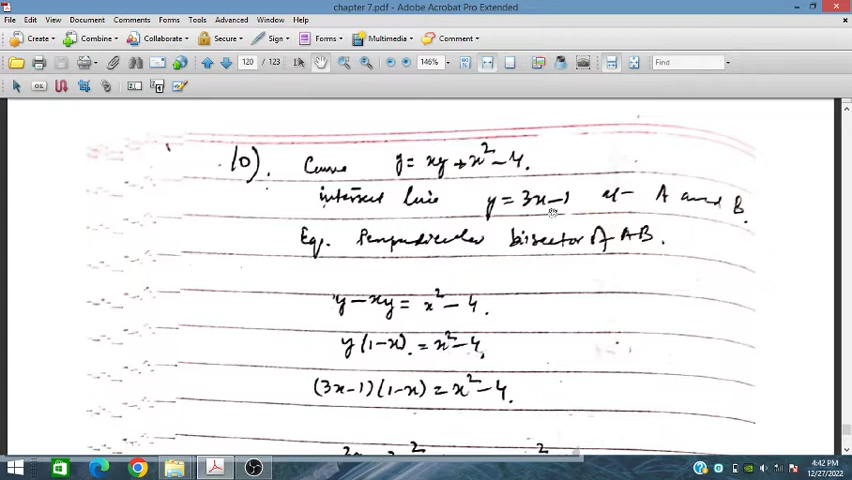 chapter 7.pdf - Adobe Acrobat Pro Extended
File Edit View Document Comments Forms Tools Advanced Window Help
Create Combine Collaborate Secure Sign Forms Multimedia Comment
120 / 123 146% Find
10). Curve y = xy + x² - 4.
intersect line y = 3x-1 at A and B.
Eq. Perpendicular bisector of AB.
y - xy = x² - 4.
y(1-x) = x² - 4,
(3x-1)(1-x) = x² - 4.
4:42 PM
12/27/2022